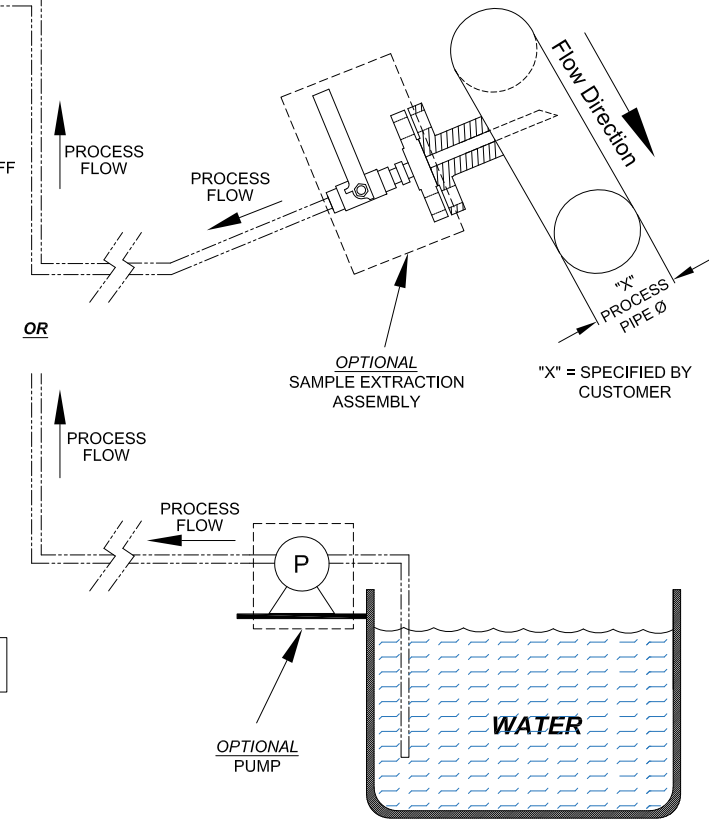 Flow Direction
FF
PROCESS
FLOW
PROCESS
FLOW
"X"
PROCESS
PIPE Ø
OR
OPTIONAL
SAMPLE EXTRACTION
ASSEMBLY
"X" = SPECIFIED BY
CUSTOMER
PROCESS
FLOW
PROCESS
FLOW
P
WATER
OPTIONAL
PUMP